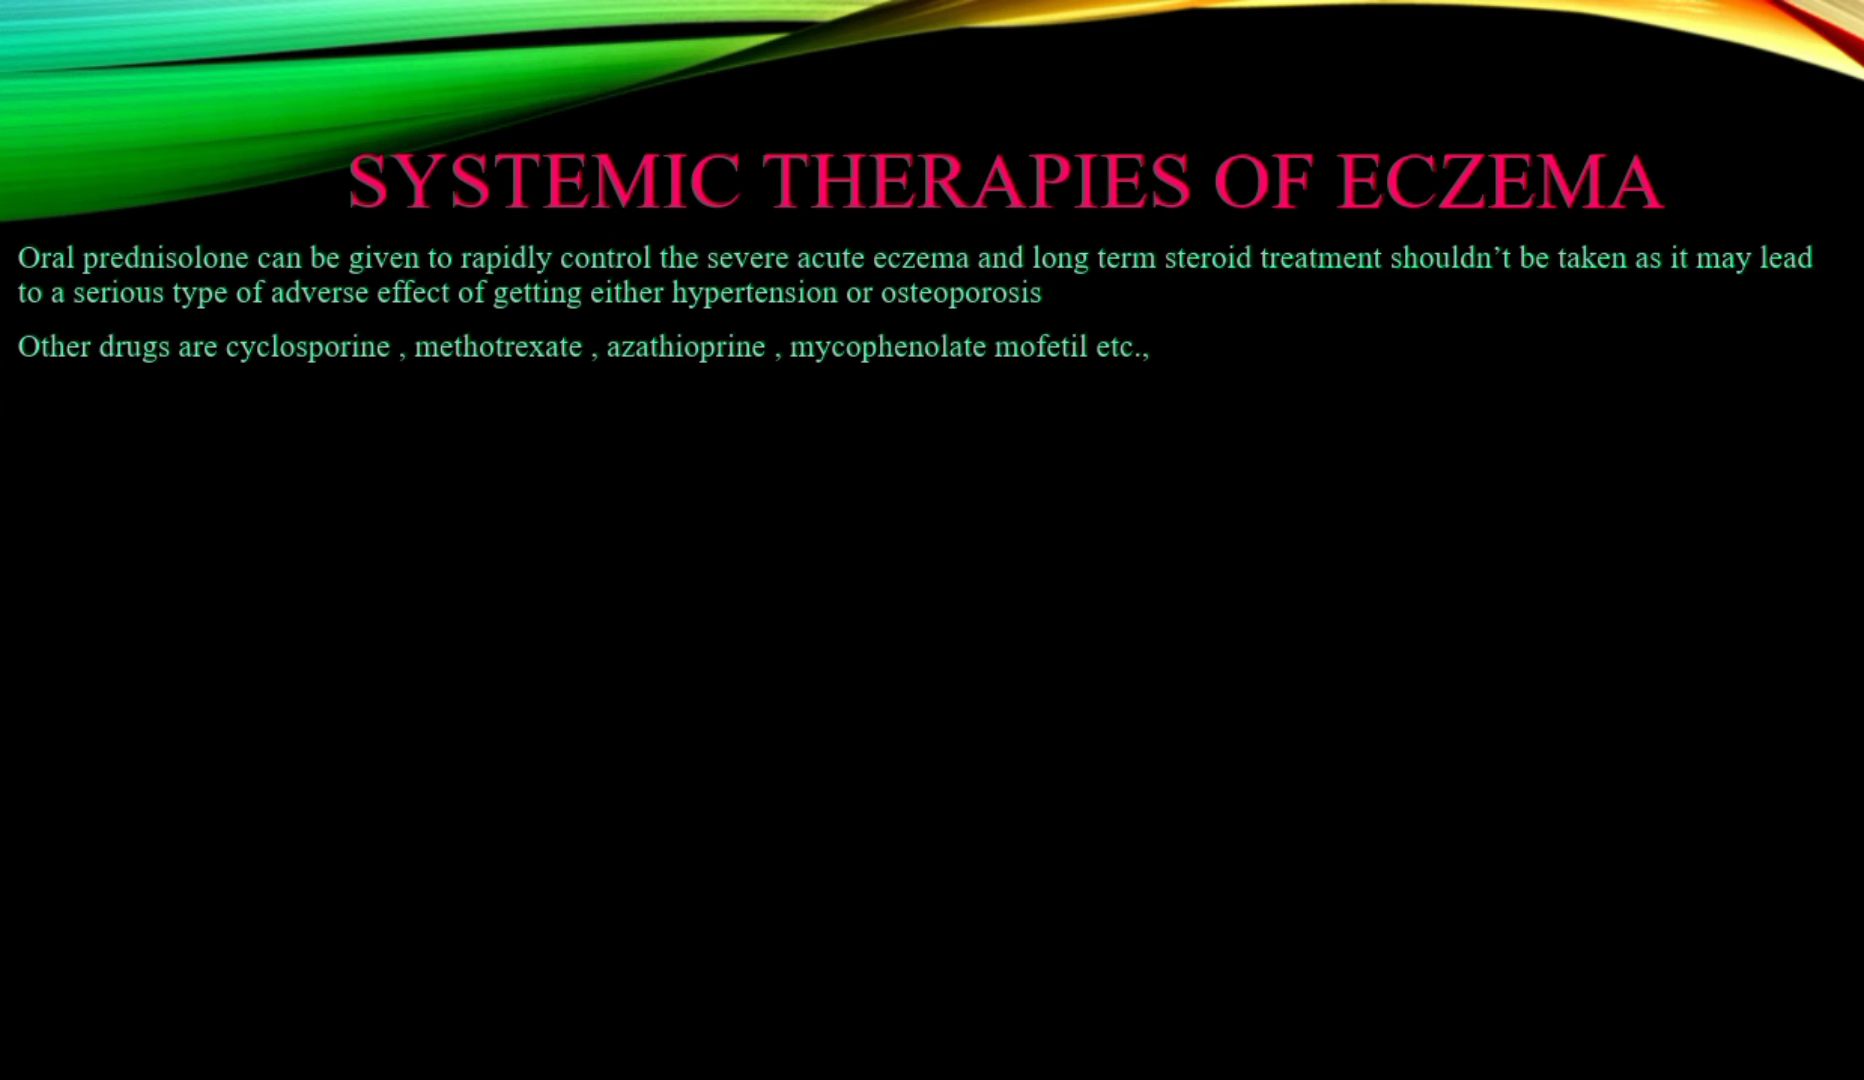 SYSTEMIC THERAPIES OF ECZEMA
Oral prednisolone can be given to rapidly control the severe acute eczema and long term steroid treatment shouldn’t be taken as it may lead
to a serious type of adverse effect of getting either hypertension or osteoporosis
Other drugs are cyclosporine , methotrexate , azathioprine , mycophenolate mofetil etc.,